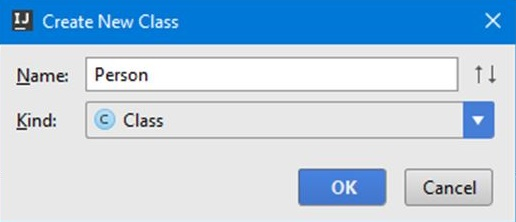 IJ Create New Class
Name: Person
Kind: C Class
OK Cancel